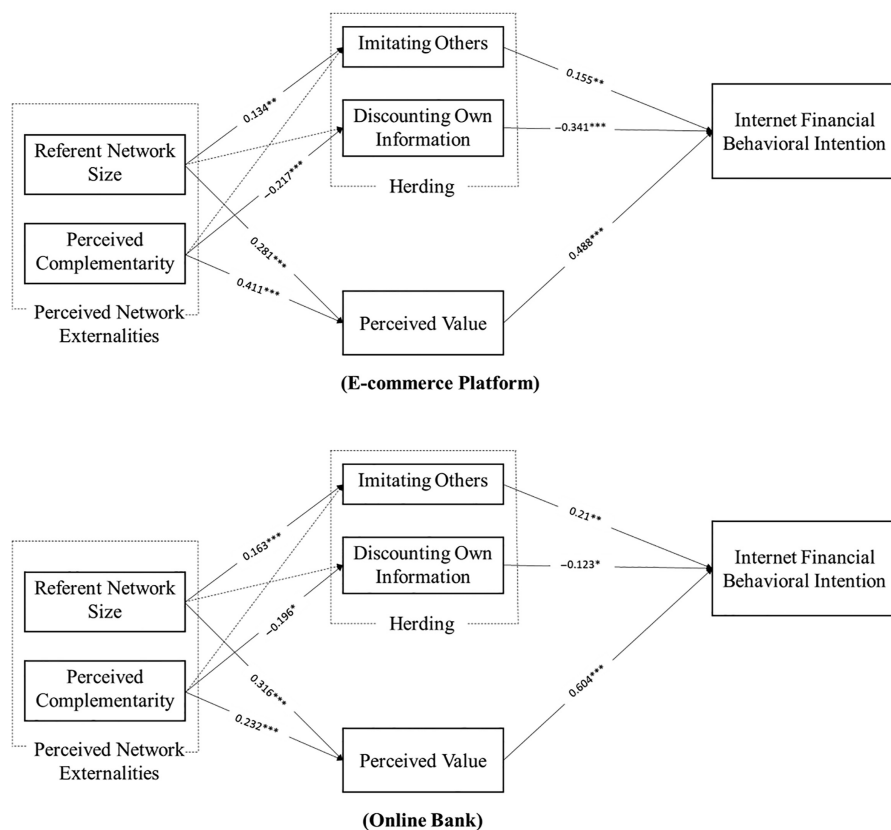 Imitating Others
0.155**
0.134**
Discounting Own
Information
−0.341***
Internet Financial
Behavioral Intention
Referent Network
Size
Herding
−0.217***
Perceived
Complementarity
0.281***
0.411***
0.488***
Perceived Network
Externalities
Perceived Value
(E-commerce Platform)
Imitating Others
0.21**
0.163***
Discounting Own
Information
−0.123*
Internet Financial
Behavioral Intention
Referent Network
Size
Herding
−0.196*
Perceived
Complementarity
0.316***
0.232***
0.604***
Perceived Network
Externalities
Perceived Value
(Online Bank)